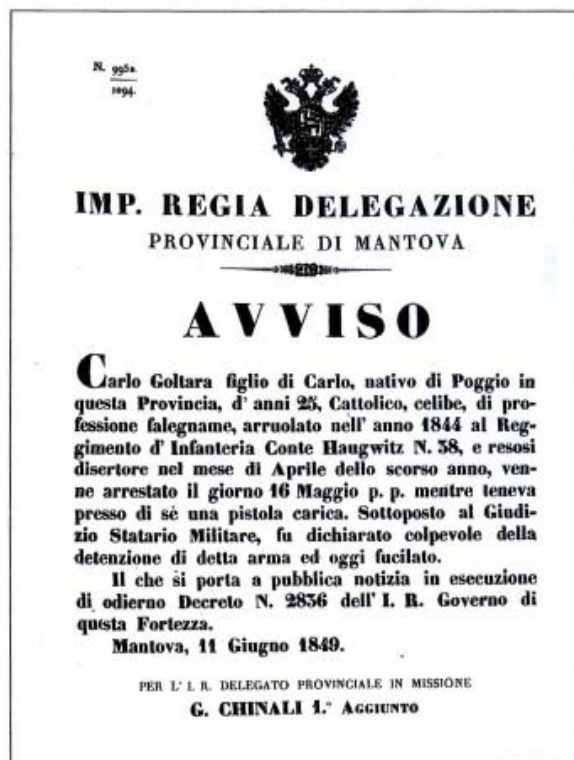 N. 9952
1094.
IMP. REGIA DELEGAZIONE
PROVINCIALE DI MANTOVA
AVVISO
Carlo Goltara figlio di Carlo, nativo di Poggio in
questa Provincia, d' anni 25, Cattolico, celibe, di pro-
fessione falegname, arruolato nell' anno 1844 al Reg-
gimento d' Infanteria Conte Haugwitz N. 38, e resosi
disertore nel mese di Aprile dello scorso anno, ven-
ne arrestato il giorno 16 Maggio p. p. mentre teneva
presso di sè una pistola carica. Sottoposto al Giudi-
zio Statario Militare, fu dichiarato colpevole della
detenzione di detta arma ed oggi fucilato.
Il che si porta a pubblica notizia in esecuzione
di odierno Decreto N. 2836 dell' I. R. Governo di
questa Fortezza.
Mantova, 11 Giugno 1849.
PER L' I. R. DELEGATO PROVINCIALE IN MISSIONE
G. CHINALI 1.° AGGIUNTO